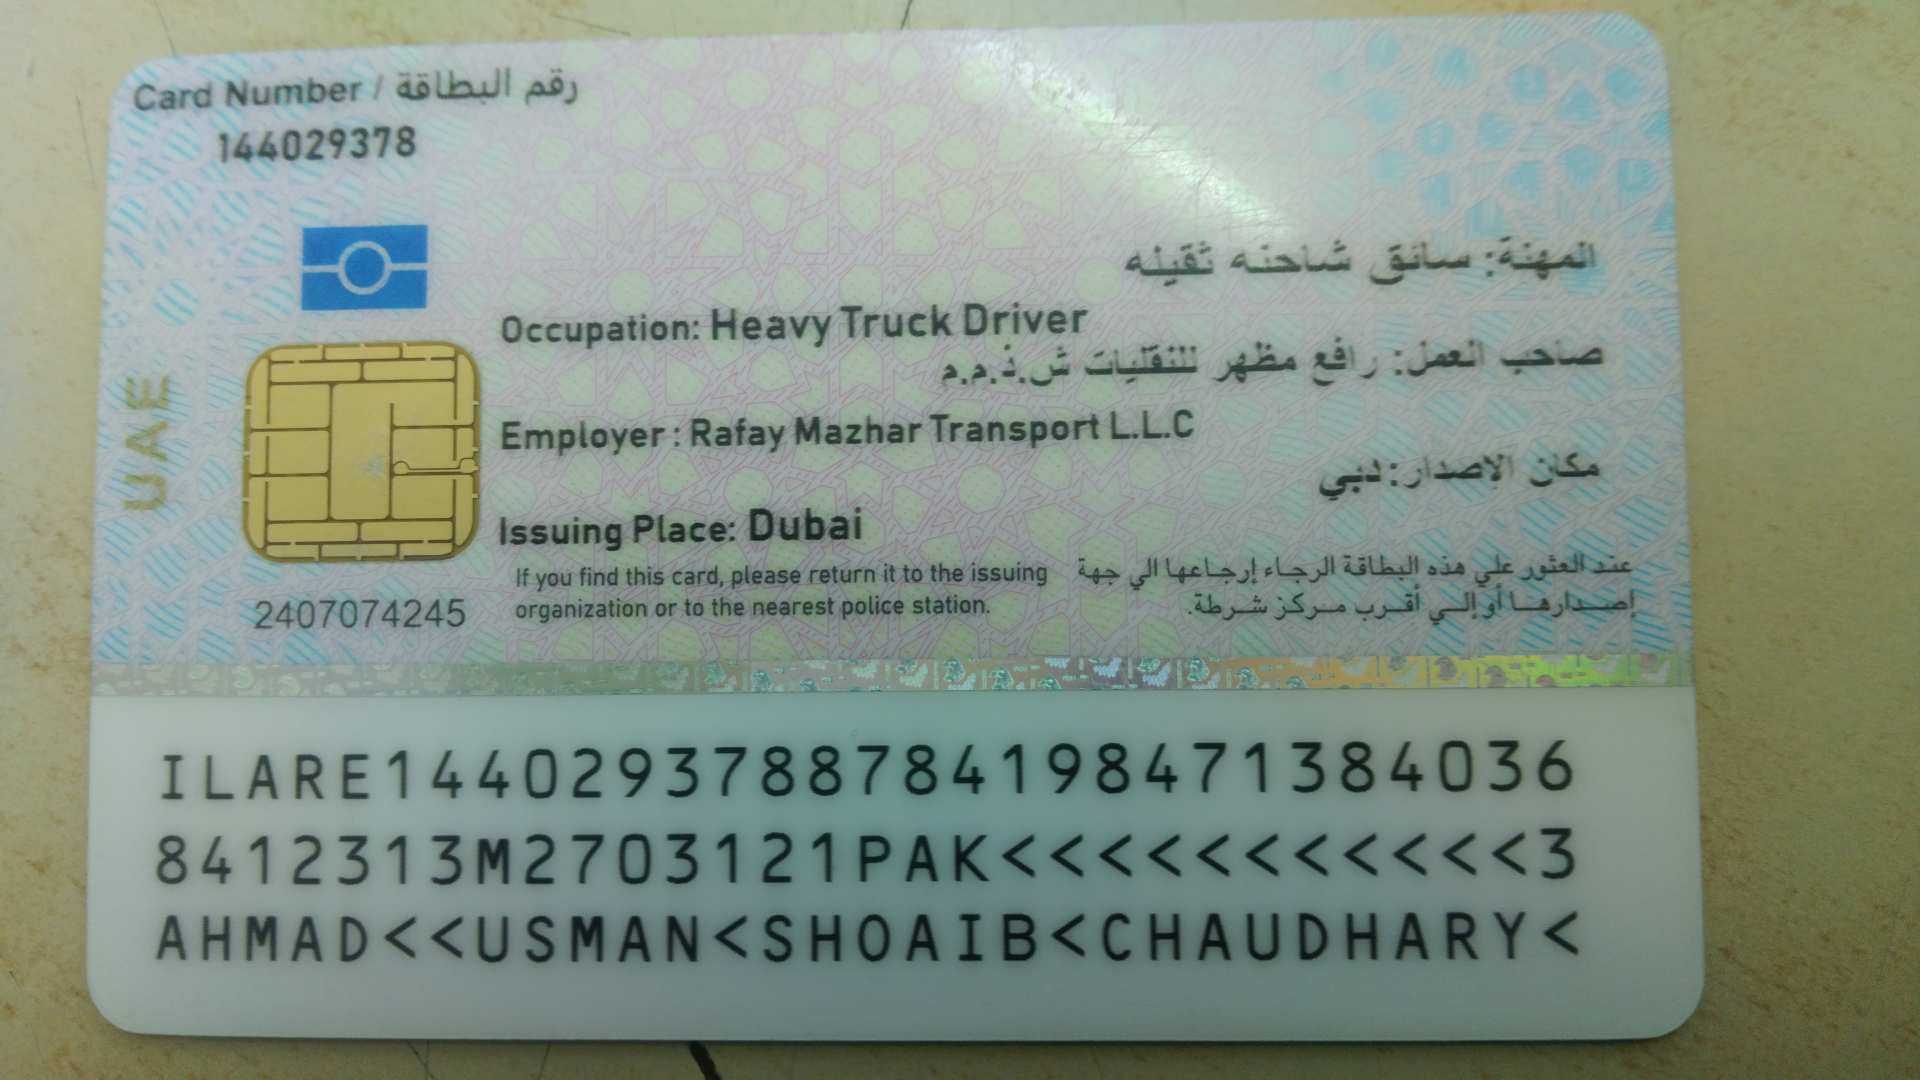 Card Number / رقم البطاقة
144029378
المهنة: سائق شاحنه ثقيله
Occupation: Heavy Truck Driver
صاحب العمل: رافع مظهر للنقليات ش.ذ.م.م
Employer : Rafay Mazhar Transport L.L.C
مكان الاصدار: دبي
Issuing Place: Dubai
If you find this card, please return it to the issuing
organization or to the nearest police station.
عند العثور علي هذه البطاقة الرجاء إرجاعها الي جهة
إصدارها أو إلي أقرب مركز شرطة.
UAE
2407074245
ILARE1440293788784198471384036
8412313M2703121PAK<<<<<<<<<<<3
AHMAD<<USMAN<SHOAIB<CHAUDHARY<